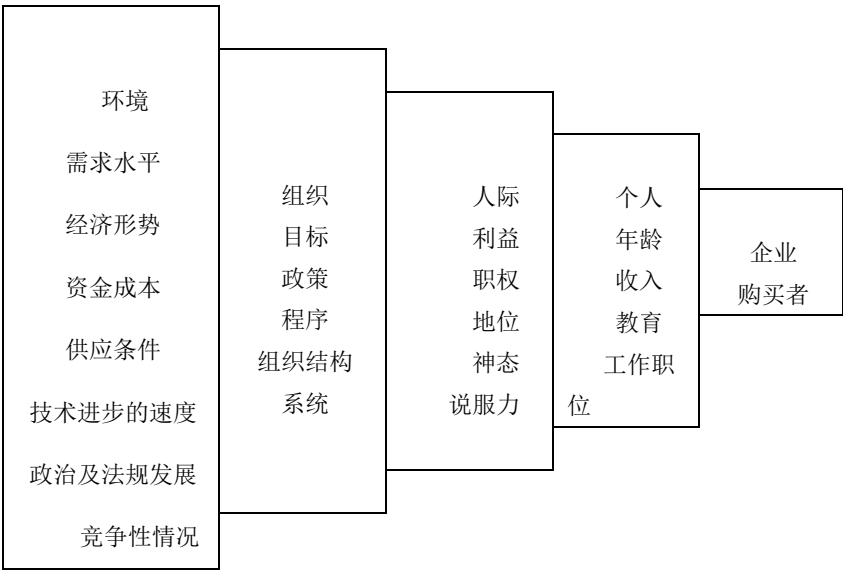 环境
需求水平
经济形势
资金成本
供应条件
技术进步的速度
政治及法规发展
竞争性情况
组织
目标
政策
程序
组织结构
系统
人际
利益
职权
地位
神态
说服力
个人
年龄
收入
教育
工作职
位
企业
购买者